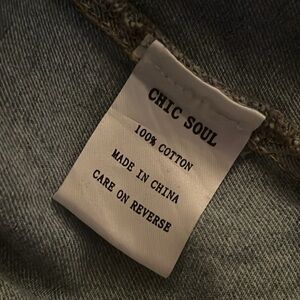 CHIC SOUL
100% COTTON
MADE IN CHINA
CARE ON REVERSE